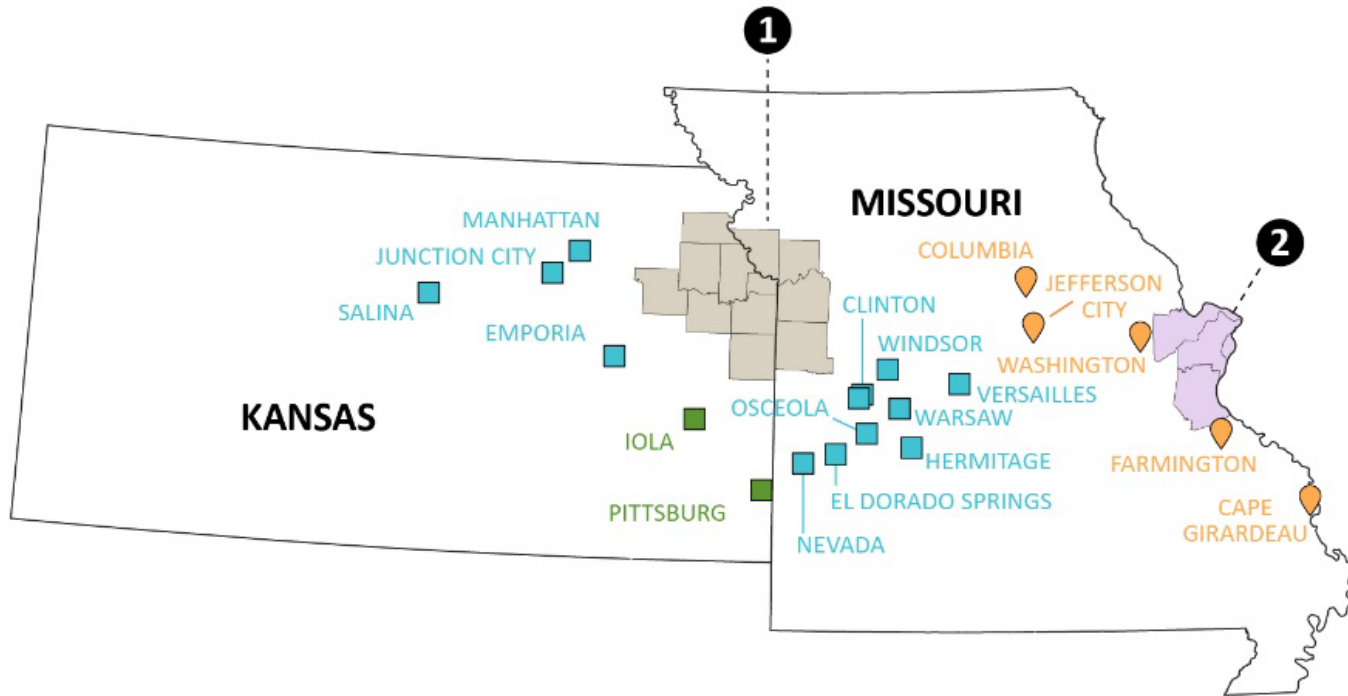 1
MISSOURI
MANHATTAN
JUNCTION CITY
SALINA
EMPORIA
KANSAS
IOLA
PITTSBURG
COLUMBIA
JEFFERSON
CITY
2
CLINTON
WINDSOR
WASHINGTON
VERSAILLES
OSCEOLA
WARSAW
HERMITAGE
FARMINGTON
EL DORADO SPRINGS
CAPE
GIRARDEAU
NEVADA